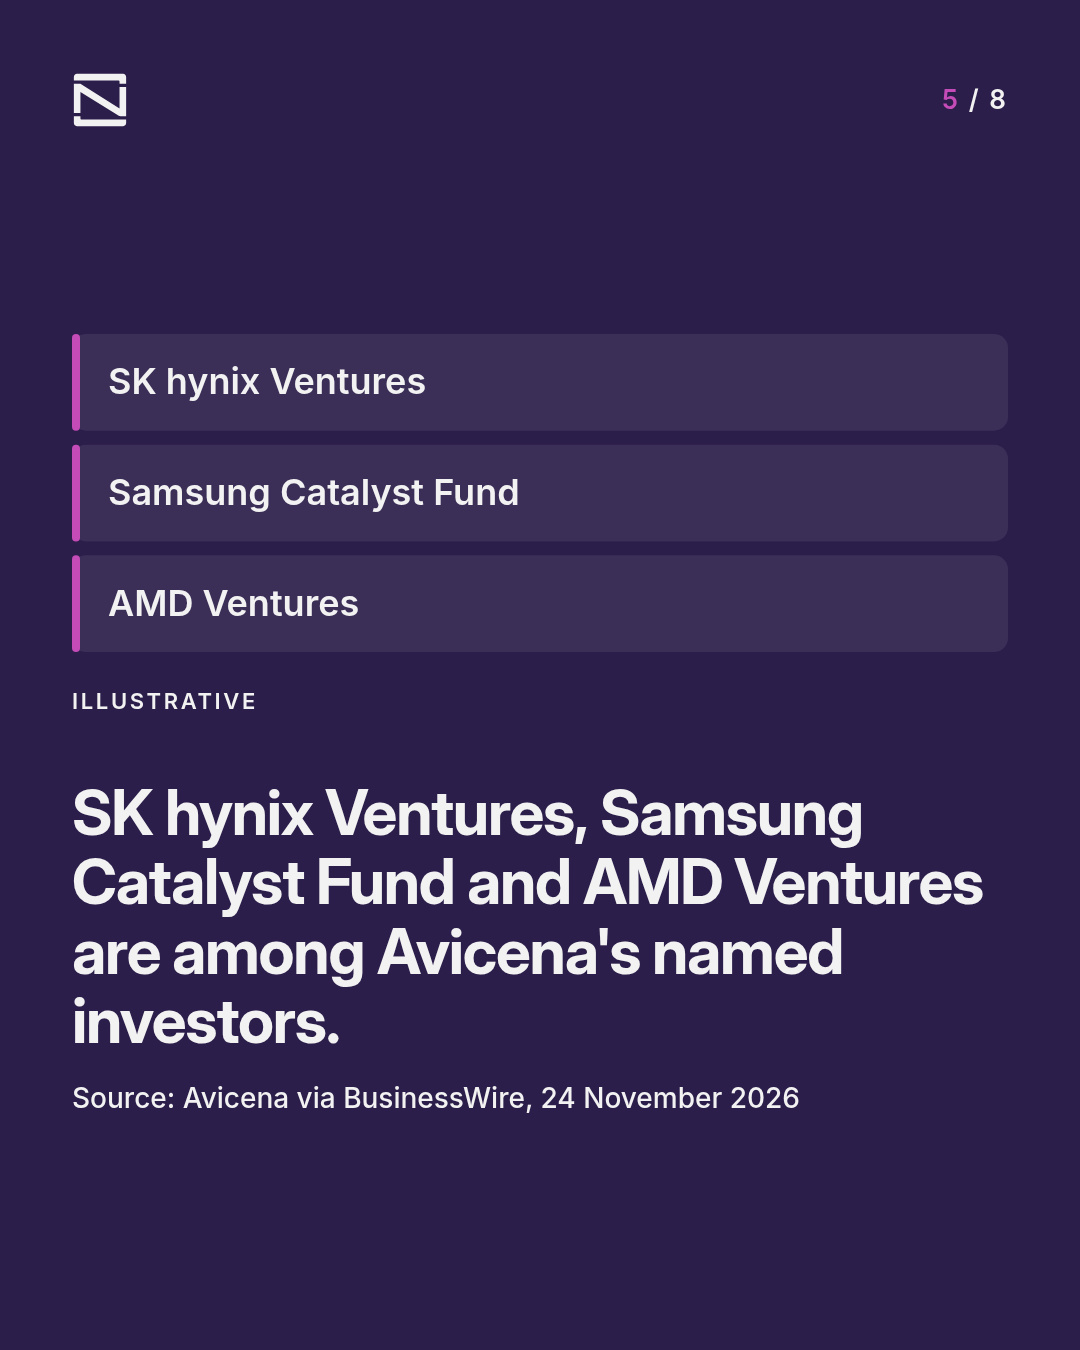 5 / 8
SK hynix Ventures
Samsung Catalyst Fund
AMD Ventures
ILLUSTRATIVE
SK hynix Ventures, Samsung
Catalyst Fund and AMD Ventures
are among Avicena's named
investors.
Source: Avicena via BusinessWire, 24 November 2026